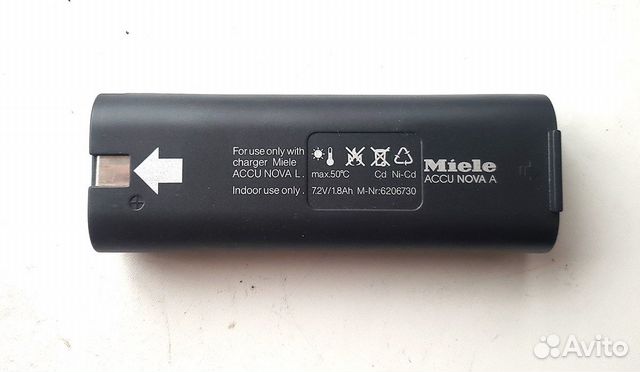 For use only with
charger Miele
ACCU NOVA L.
Indoor use only.
max.50°C Cd Ni-Cd
7.2V/1.8Ah M-Nr:6206730
Miele
ACCU NOVA A
Avito